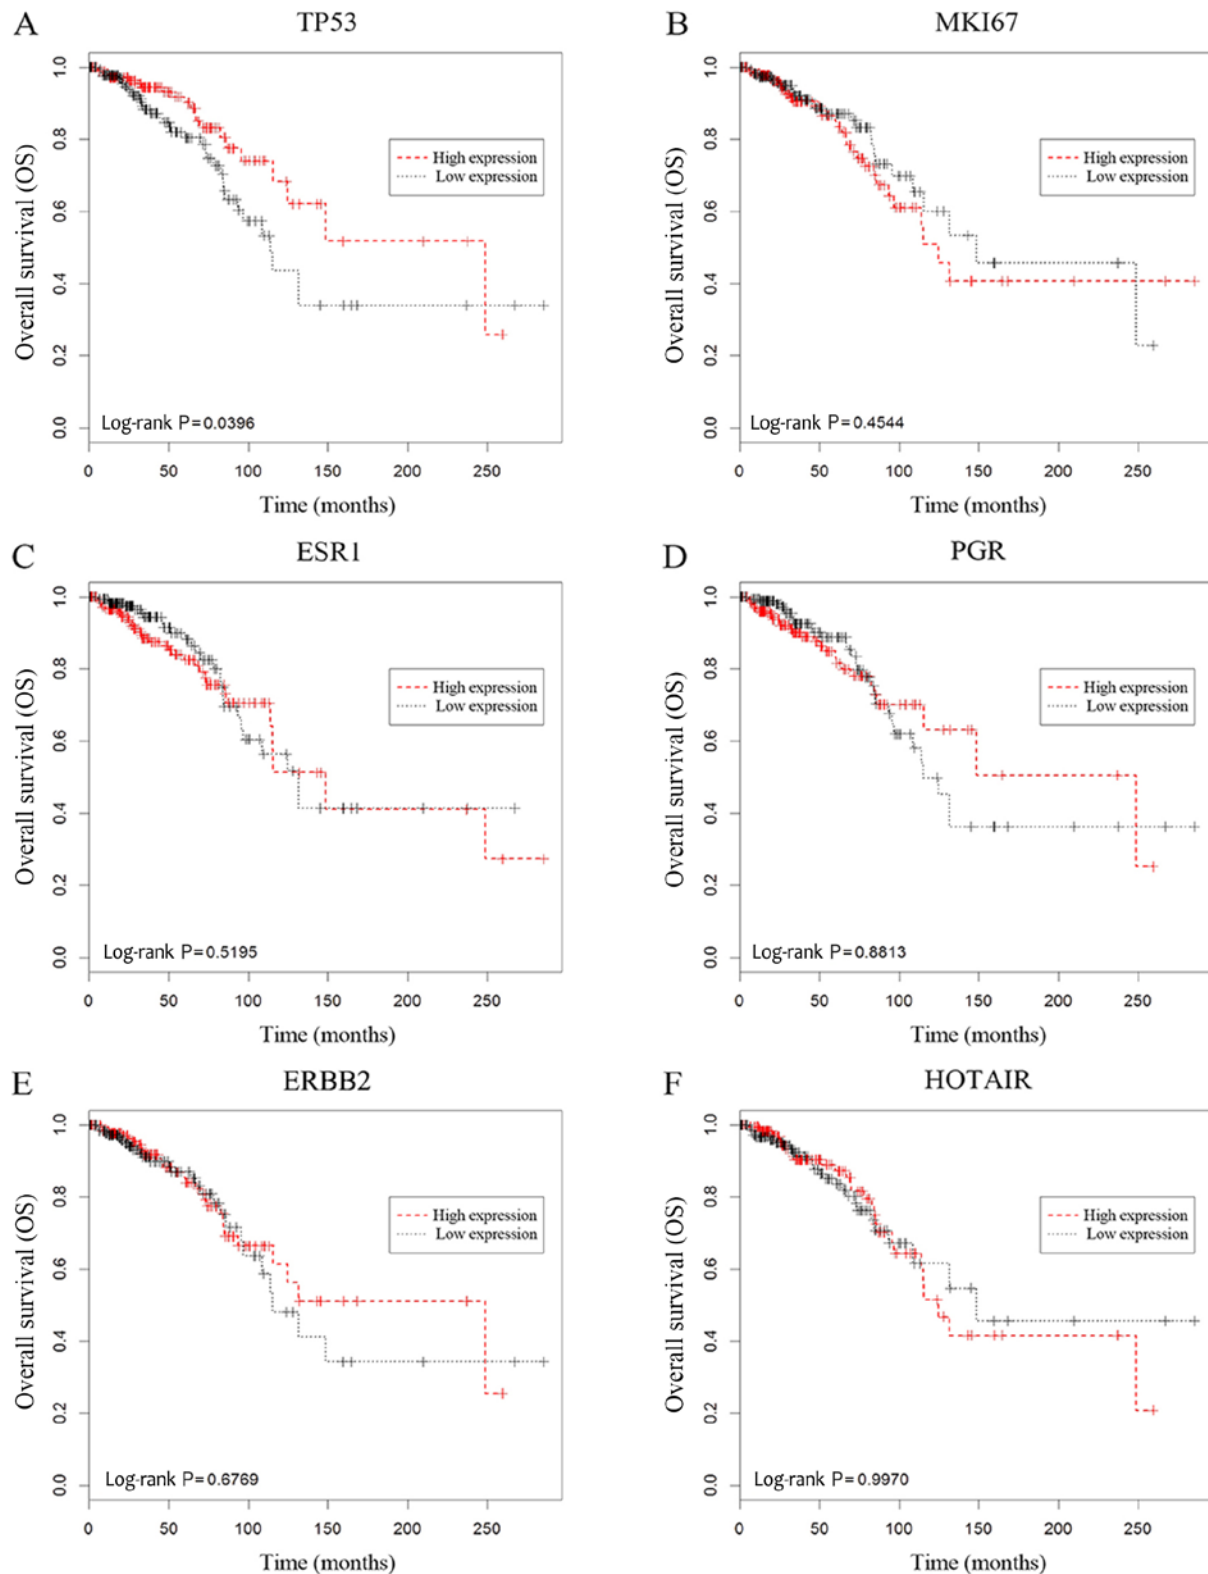 A
TP53
Overall survival (OS)
1.0
0.8
0.6
0.4
0.2
0.0
High expression
Low expression
Log-rank P=0.0396
0 50 100 150 200 250
Time (months)
B
MKI67
Overall survival (OS)
1.0
0.8
0.6
0.4
0.2
0.0
High expression
Low expression
Log-rank P=0.4544
0 50 100 150 200 250
Time (months)
C
ESR1
Overall survival (OS)
1.0
0.8
0.6
0.4
0.2
0.0
High expression
Low expression
Log-rank P=0.5195
0 50 100 150 200 250
Time (months)
D
PGR
Overall survival (OS)
1.0
0.8
0.6
0.4
0.2
0.0
High expression
Low expression
Log-rank P=0.8813
0 50 100 150 200 250
Time (months)
E
ERBB2
Overall survival (OS)
1.0
0.8
0.6
0.4
0.2
0.0
High expression
Low expression
Log-rank P=0.6769
0 50 100 150 200 250
Time (months)
F
HOTAIR
Overall survival (OS)
1.0
0.8
0.6
0.4
0.2
0.0
High expression
Low expression
Log-rank P=0.9970
0 50 100 150 200 250
Time (months)